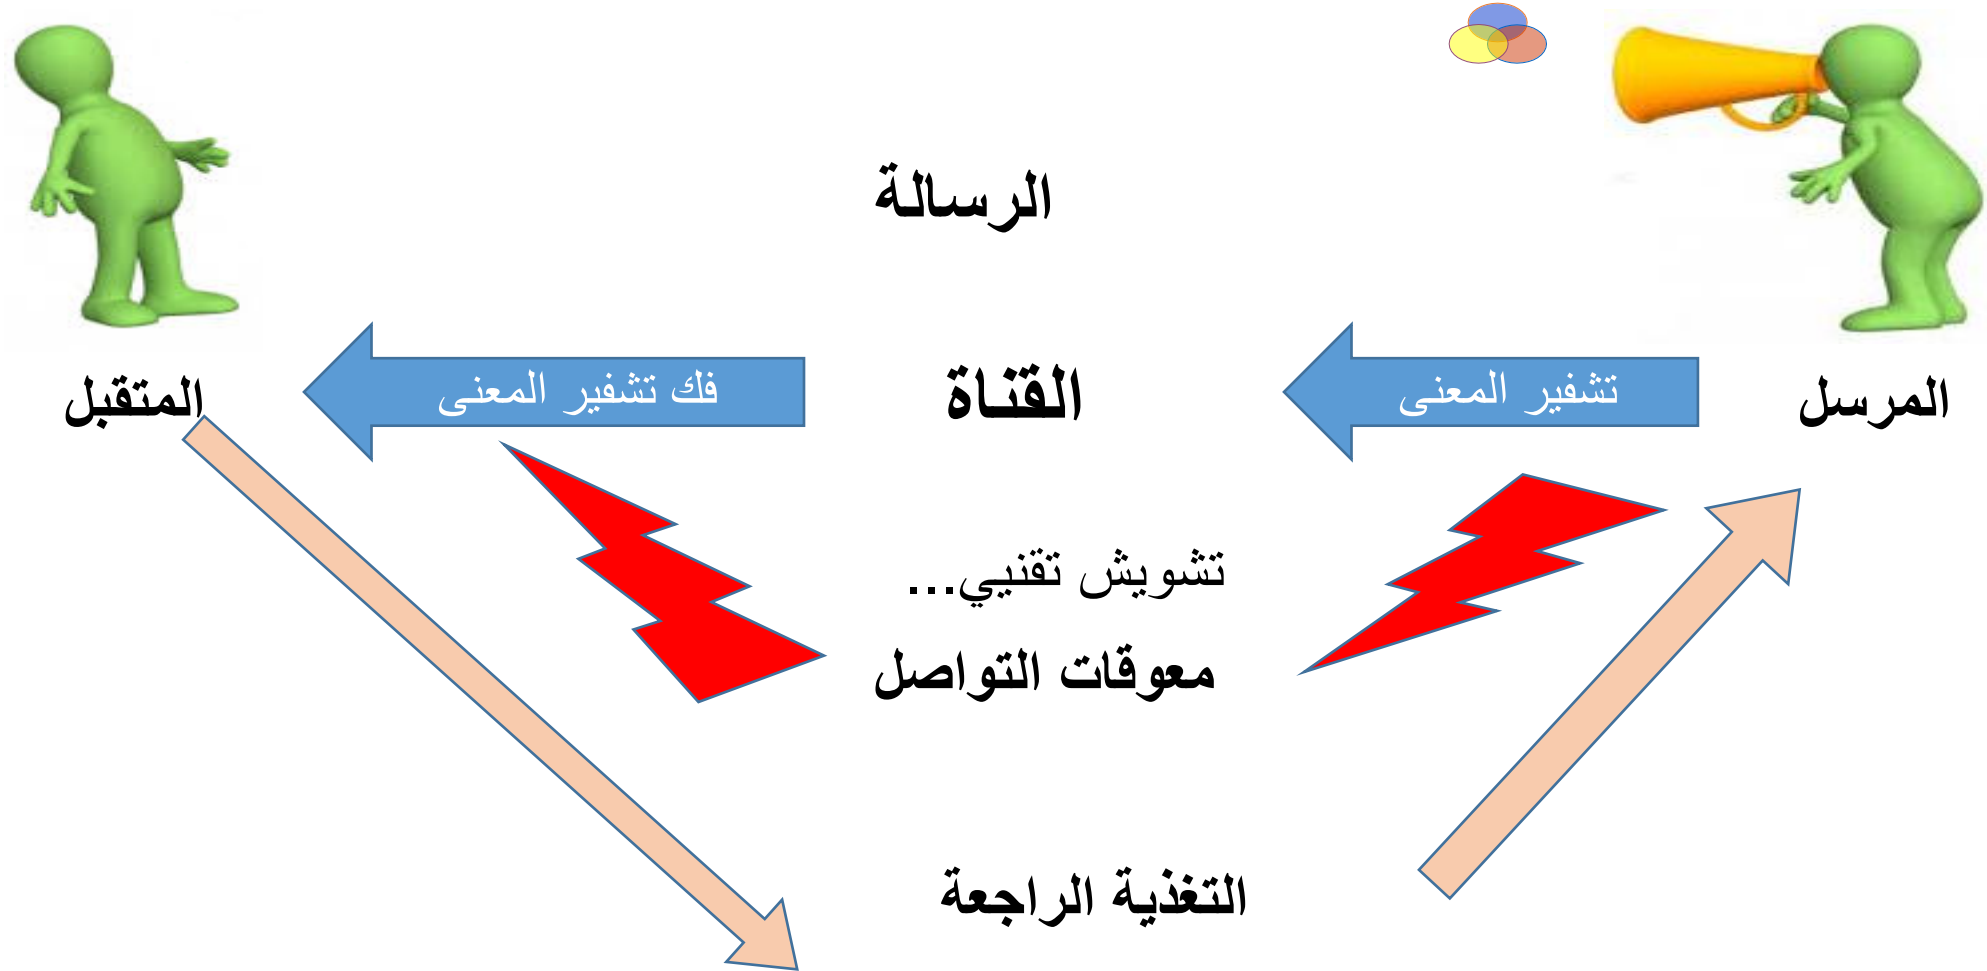 الرسالة
المرسل
تشفير المعنى
القناة
فك تشفير المعنى
المتقبل
تشويش تقنيي...
معوقات التواصل
التغذية الراجعة